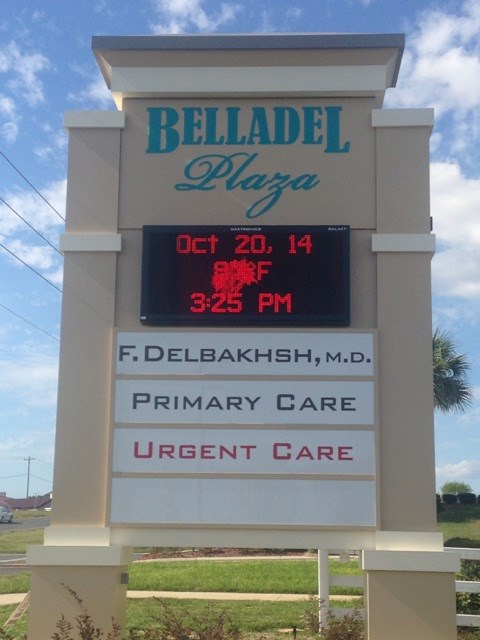 BELLADEL
Plaza
Oct 20, 14
3:25 PM
F. DELBAKHSH, M.D.
PRIMARY CARE
URGENT CARE